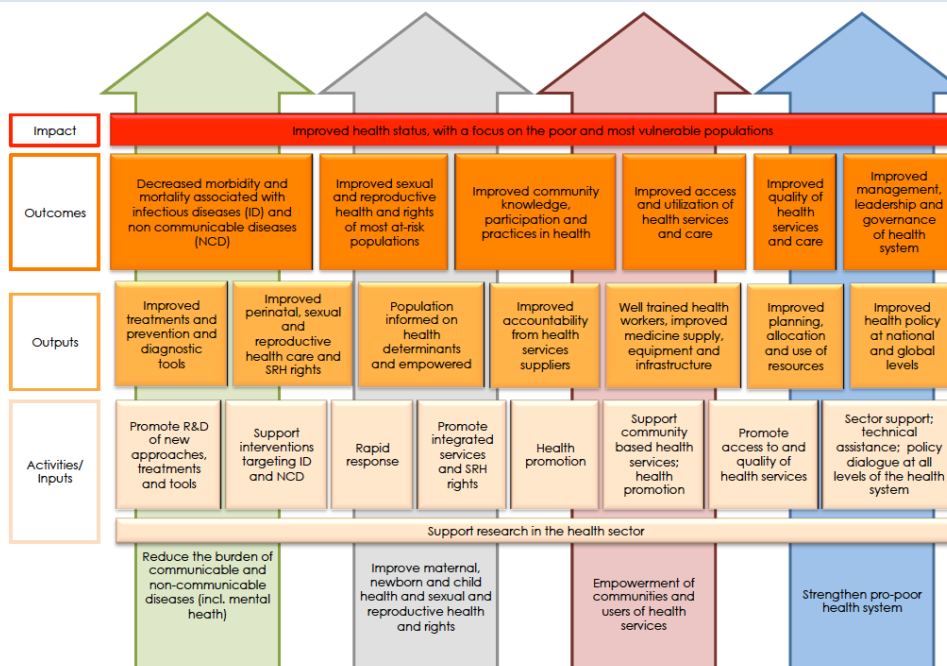 Impact
Improved health status, with a focus on the poor and most vulnerable populations
Outcomes
Decreased morbidity and
mortality associated with
infectious diseases (ID) and
non communicable diseases
(NCD)
Improved sexual
and reproductive
health and rights
of most at-risk
populations
Improved community
knowledge,
participation and
practices in health
Improved access
and utilization of
health services
and care
Improved
quality of
health
services
and care
Improved
management,
leadership and
governance
of health
system
Outputs
Improved
treatments and
prevention and
diagnostic
tools
Improved
perinatal, sexual
and
reproductive
health care and
SRH rights
Population
informed on
health
determinants
and empowered
Improved
accountability
from health
services
suppliers
Well trained health
workers, improved
medicine supply,
equipment and
infrastructure
Improved
planning,
allocation
and use of
resources
Improved
health policy
at national
and global
levels
Activities/
Inputs
Promote R&D
of new
approaches,
treatments
and tools
Support
interventions
targeting ID
and NCD
Rapid
response
Promote
integrated
services
and SRH
rights
Health
promotion
Support
community
based health
services;
health
promotion
Promote
access to and
quality of
health services
Sector support;
technical
assistance; policy
dialogue at all
levels of the health
system
Support research in the health sector
Reduce the burden of
communicable and
non-communicable
diseases (incl. mental
heath)
Improve maternal,
newborn and child
health and sexual and
reproductive health
and rights
Empowerment of
communities and
users of health
services
Strengthen pro-poor
health system